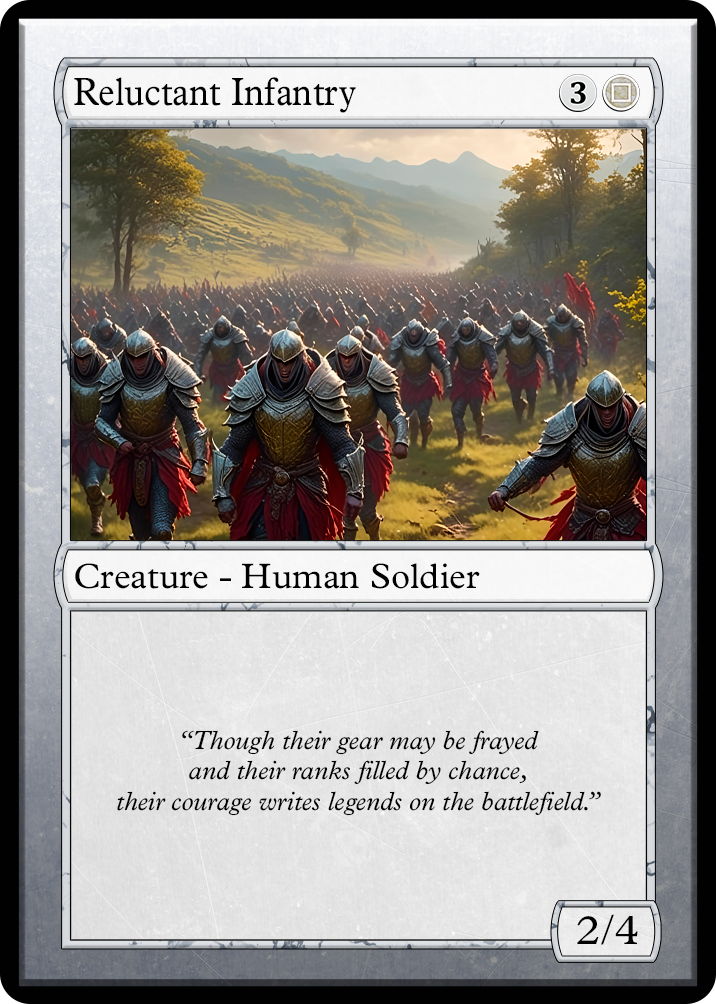 Reluctant Infantry 3
Creature - Human Soldier
“Though their gear may be frayed
and their ranks filled by chance,
their courage writes legends on the battlefield.”
2/4